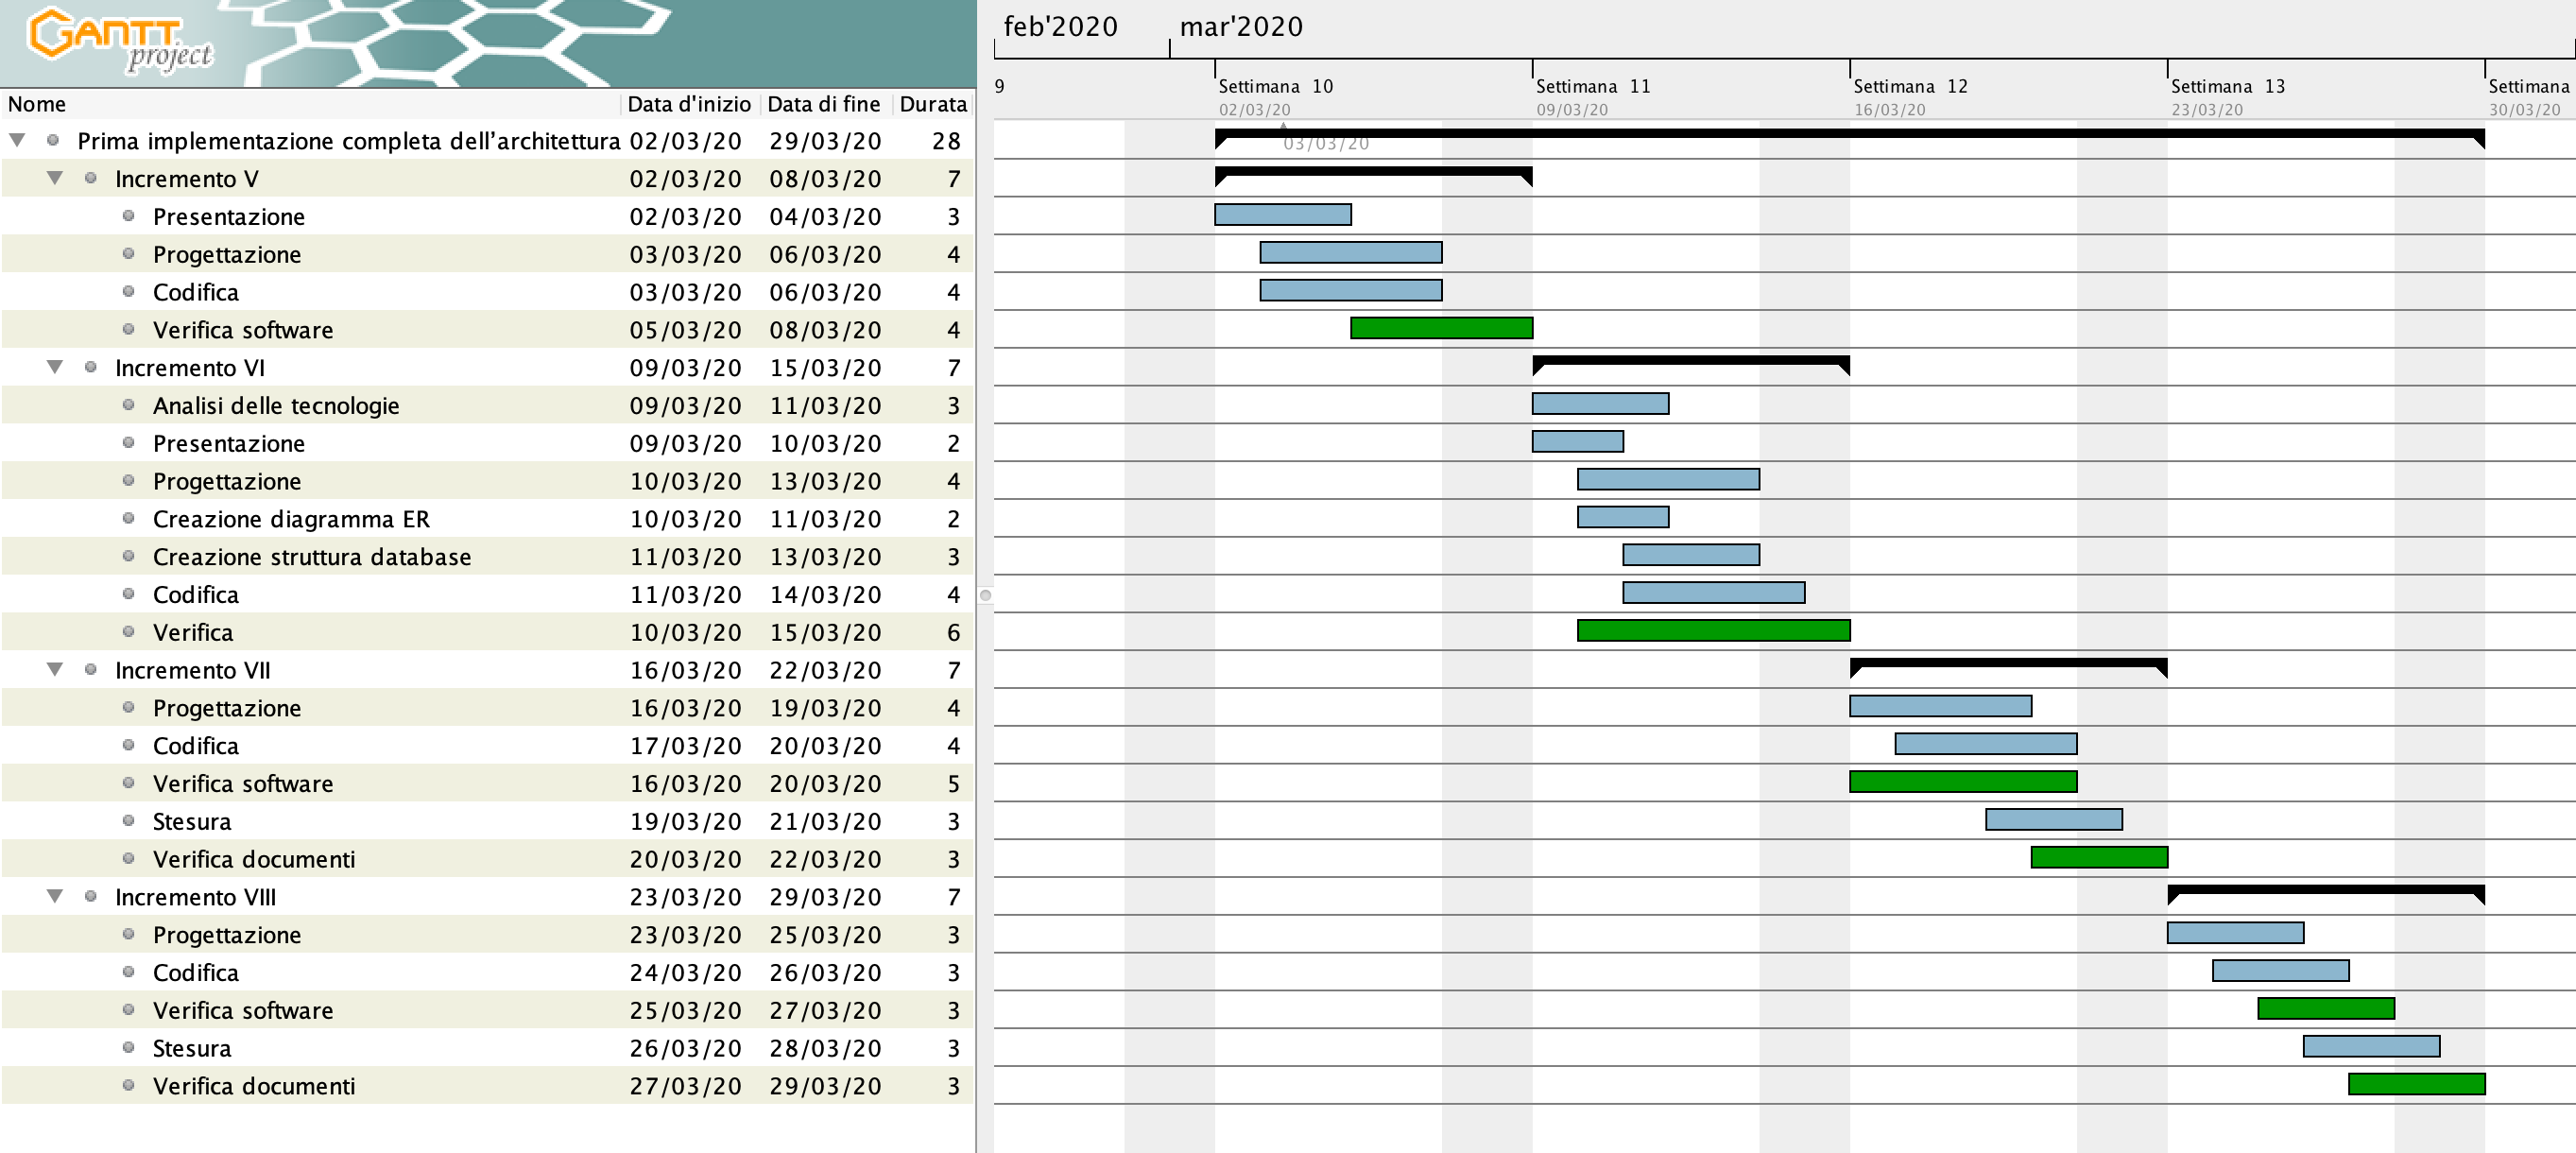 GANTT
project
feb'2020 mar'2020
9 Settimana 10 Settimana 11 Settimana 12 Settimana 13 Settimana
02/03/20 09/03/20 16/03/20 23/03/20 30/03/20
Nome Data d'inizio Data di fine Durata
Prima implementazione completa dell’architettura 02/03/20 29/03/20 28
03/03/20
Incremento V 02/03/20 08/03/20 7
Presentazione 02/03/20 04/03/20 3
Progettazione 03/03/20 06/03/20 4
Codifica 03/03/20 06/03/20 4
Verifica software 05/03/20 08/03/20 4
Incremento VI 09/03/20 15/03/20 7
Analisi delle tecnologie 09/03/20 11/03/20 3
Presentazione 09/03/20 10/03/20 2
Progettazione 10/03/20 13/03/20 4
Creazione diagramma ER 10/03/20 11/03/20 2
Creazione struttura database 11/03/20 13/03/20 3
Codifica 11/03/20 14/03/20 4
Verifica 10/03/20 15/03/20 6
Incremento VII 16/03/20 22/03/20 7
Progettazione 16/03/20 19/03/20 4
Codifica 17/03/20 20/03/20 4
Verifica software 16/03/20 20/03/20 5
Stesura 19/03/20 21/03/20 3
Verifica documenti 20/03/20 22/03/20 3
Incremento VIII 23/03/20 29/03/20 7
Progettazione 23/03/20 25/03/20 3
Codifica 24/03/20 26/03/20 3
Verifica software 25/03/20 27/03/20 3
Stesura 26/03/20 28/03/20 3
Verifica documenti 27/03/20 29/03/20 3